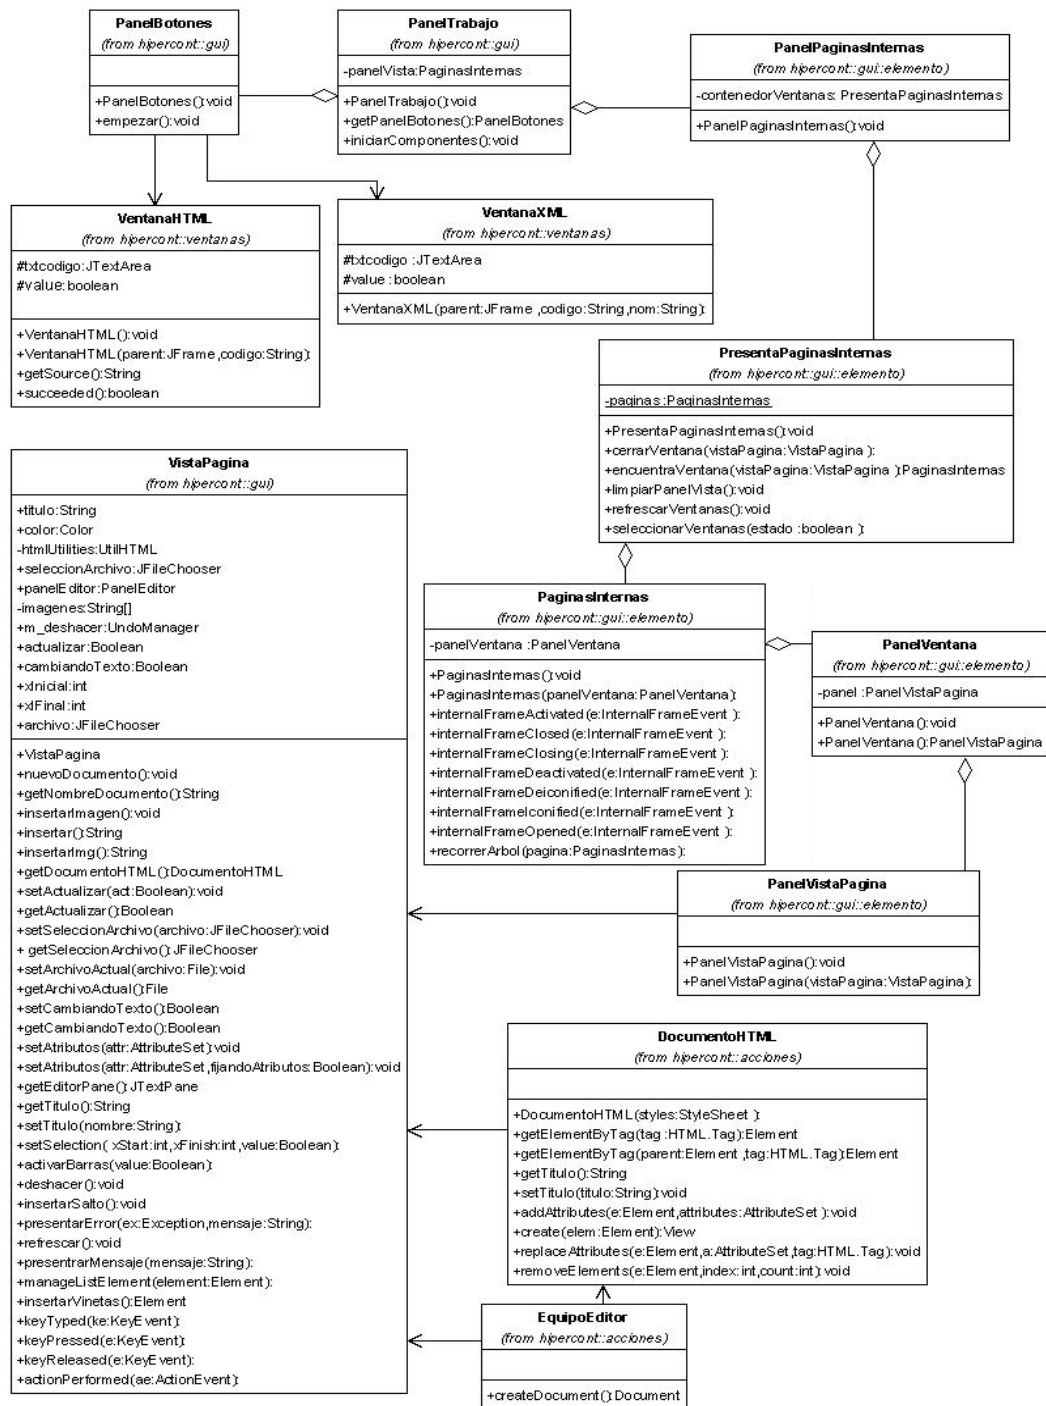 PanelBotones
(from hipercont::gui)
+PanelBotones():void
+empezar():void
PanelTrabajo
(from hipercont::gui)
-panelVista:PaginasInternas
+PanelTrabajo():void
+getPanelBotones():PanelBotones
+iniciarComponentes():void
PanelPaginasInternas
(from hipercont::gui::elemento)
-contenedorVentanas: PresentaPaginasInternas
+PanelPaginasInternas():void
VentanaHTML
(from hipercont::ventanas)
#txtcodigo:JTextArea
#value:boolean
+VentanaHTML():void
+VentanaHTML(parent:JFrame ,codigo:String):
+getSource():String
+succeeded():boolean
VentanaXML
(from hipercont::ventanas)
#txtcodigo :JTextArea
#value :boolean
+VentanaXML(parent:JFrame ,codigo:String,nom:String):
PresentaPaginasInternas
(from hipercont::gui::elemento)
-paginas :PaginasInternas
+PresentaPaginasInternas():void
+cerrarVentana(vistaPagina:VistaPagina ):
+encuentraVentana(vistaPagina:VistaPagina ):PaginasInternas
+limpiarPanelVista():void
+refrescarVentanas():void
+seleccionarVentanas(estado :boolean ):
VistaPagina
(from hipercont::gui)
+titulo:String
+color:Color
-htmlUtilities:UtilHTML
+seleccionArchivo:JFileChooser
+panelEditor:PanelEditor
-imagenes:String[]
+m_deshacer:UndoManager
+actualizar:Boolean
+cambiandoTexto:Boolean
+xInicial:int
+xlFinal:int
+archivo:JFileChooser
+VistaPagina
+nuevoDocumento():void
+getNombreDocumento():String
+insertarImagen():void
+insertar():String
+insertarImg():String
+getDocumentoHTML():DocumentoHTML
+setActualizar(act:Boolean):void
+getActualizar():Boolean
+setSeleccionArchivo(archivo:JFileChooser):void
+ getSeleccionArchivo():JFileChooser
+setArchivoActual(archivo:File):void
+getArchivoActual():File
+setCambiandoTexto():Boolean
+getCambiandoTexto():Boolean
+setAtributos(attr:AttributeSet):void
+setAtributos(attr:AttributeSet,fijandoAtributos:Boolean):void
+getEditorPane():JTextPane
+getTitulo():String
+setTitulo(nombre:String):
+setSelection( xStart:int,xFinish:int,value:Boolean):
+activarBarras(value:Boolean):
+deshacer():void
+insertarSalto():void
+presentarError(ex:Exception,mensaje:String):
+refrescar():void
+presentrarMensaje(mensaje:String):
+manageListElement(element:Element):
+insertarVinetas():Element
+keyTyped(ke:KeyEvent):
+keyPressed(e:KeyEvent):
+keyReleased(e:KeyEvent):
+actionPerformed(ae:ActionEvent):
PaginasInternas
(from hipercont::gui::elemento)
-panelVentana :PanelVentana
+PaginasInternas():void
+PaginasInternas(panelVentana:PanelVentana):
+internalFrameActivated(e:InternalFrameEvent ):
+internalFrameClosed(e:InternalFrameEvent ):
+internalFrameClosing(e:InternalFrameEvent ):
+internalFrameDeactivated(e:InternalFrameEvent ):
+internalFrameDeiconified(e:InternalFrameEvent ):
+internalFrameIconified(e:InternalFrameEvent ):
+internalFrameOpened(e:InternalFrameEvent ):
+recorrerArbol(pagina:PaginasInternas):
PanelVentana
(from hipercont::gui::elemento)
-panel :PanelVistaPagina
+PanelVentana():void
+PanelVentana():PanelVistaPagina
PanelVistaPagina
(from hipercont::gui::elemento)
+PanelVistaPagina():void
+PanelVistaPagina(vistaPagina:VistaPagina):
DocumentoHTML
(from hipercont::acciones)
+DocumentoHTML(styles:StyleSheet ):
+getElementByTag(tag :HTML.Tag):Element
+getElementByTag(parent:Element ,tag:HTML.Tag):Element
+getTitulo():String
+setTitulo(titulo:String):void
+addAttributes(e:Element,attributes:AttributeSet ):void
+create(elem:Element):View
+replaceAttributes(e:Element,a:AttributeSet,tag:HTML.Tag):void
+removeElements(e:Element,index:int,count:int):void
EquipoEditor
(from hipercont::acciones)
+createDocument():Document